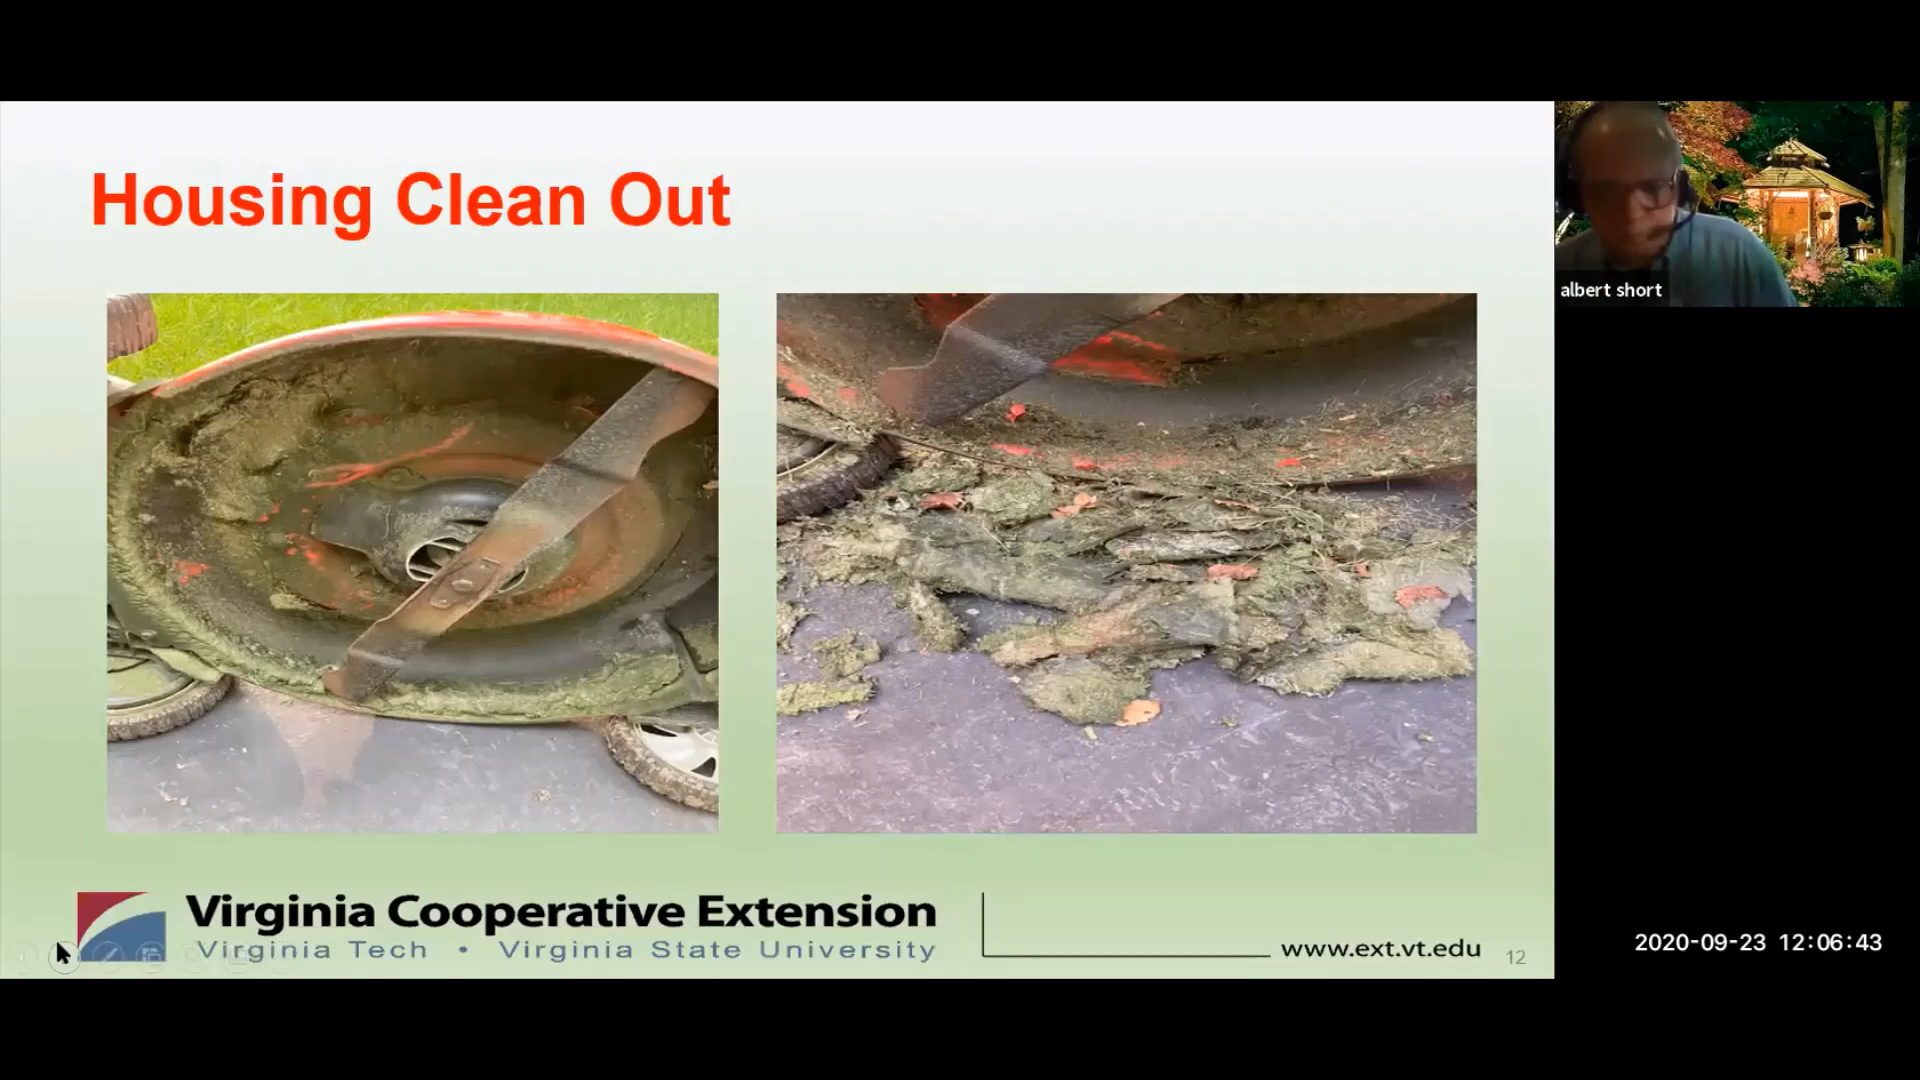 Housing Clean Out
albert short
Virginia Cooperative Extension
Virginia Tech • Virginia State University
www.ext.vt.edu
12
2020-09-23 12:06:43